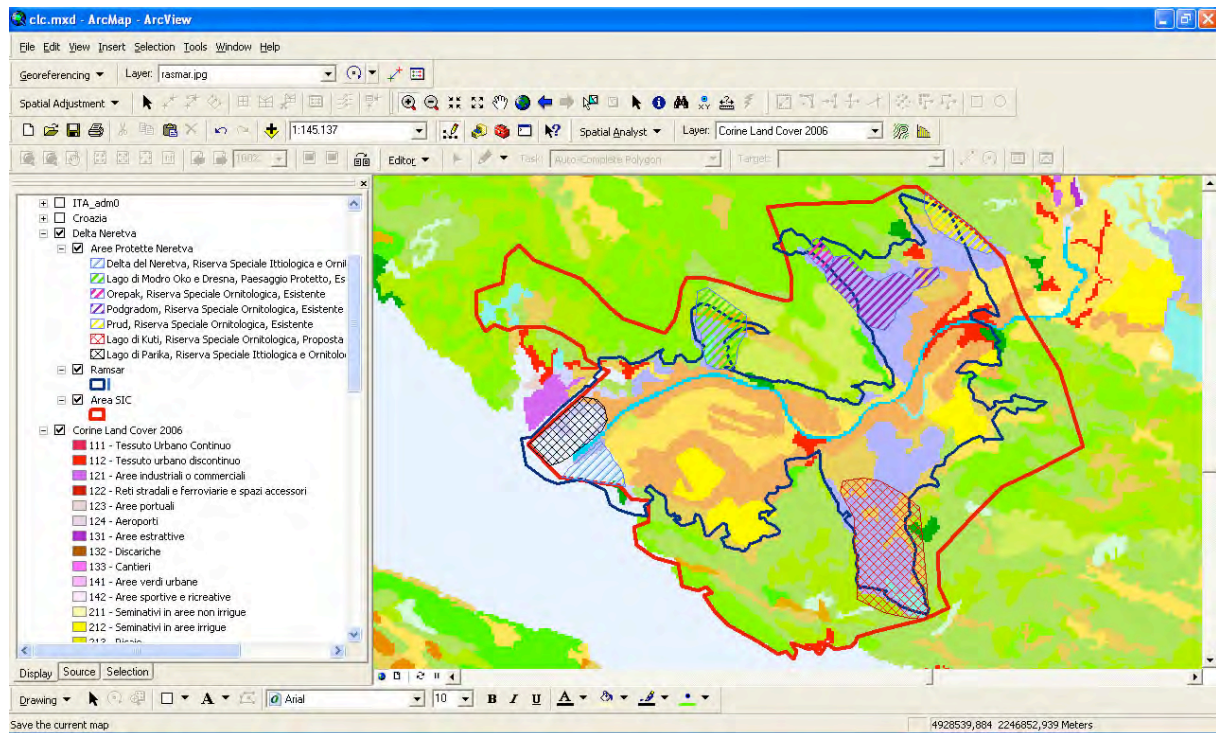 clc.mxd - ArcMap - ArcView
File Edit View Insert Selection Tools Window Help
Georeferencing Layer: rasmar.jpg
Spatial Adjustment
1:145.137 Spatial Analyst Layer: Corine Land Cover 2006
100% Editor Task: Auto-Complete Polygon Target:
ITA_adm0
Croazia
Delta Neretva
Aree Protette Neretva
Delta del Neretva, Riserva Speciale Ittiologica e Ornit
Lago di Modro Oko e Dresna, Paesaggio Protetto, Es
Orepak, Riserva Speciale Ornitologica, Esistente
Podgradom, Riserva Speciale Ornitologica, Esistente
Prud, Riserva Speciale Ornitologica, Esistente
Lago di Kuti, Riserva Speciale Ornitologica, Proposta
Lago di Parika, Riserva Speciale Ittiologica e Ornitolo
Ramsar
Area SIC
Corine Land Cover 2006
111 - Tessuto Urbano Continuo
112 - Tessuto urbano discontinuo
121 - Aree industriali o commerciali
122 - Reti stradali e ferroviarie e spazi accessori
123 - Aree portuali
124 - Aeroporti
131 - Aree estrattive
132 - Discariche
133 - Cantieri
141 - Aree verdi urbane
142 - Aree sportive e ricreative
211 - Seminativi in aree non irrigue
212 - Seminativi in aree irrigue
213 - Risaie
Display Source Selection
Drawing A Arial 10 B I U A
Save the current map 4928539,884 2246852,939 Meters